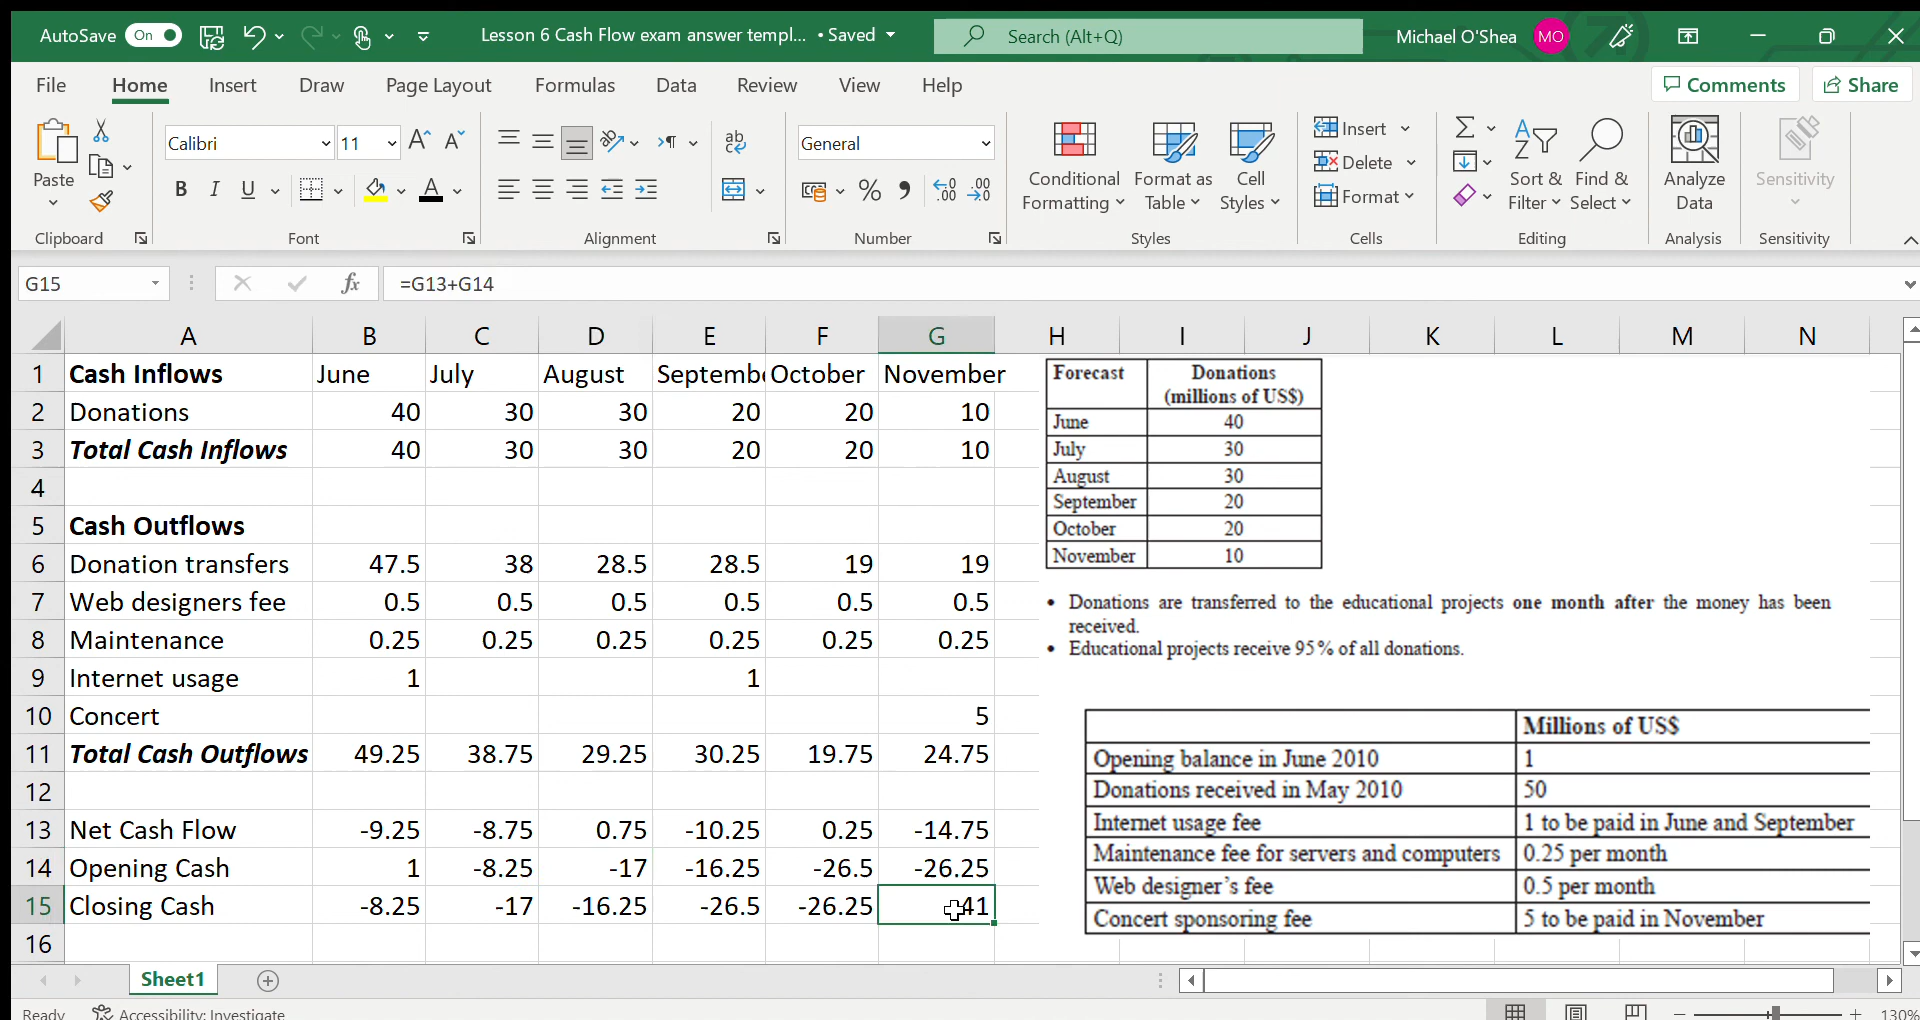 AutoSave On Lesson 6 Cash Flow exam answer templ... • Saved Search (Alt+Q) Michael O'Shea MO
File Home Insert Draw Page Layout Formulas Data Review View Help Comments Share
Calibri 11 General
Paste
B I U
Conditional Formatting
Format as Table
Cell Styles
Insert
Delete
Format
Sort & Filter
Find & Select
Analyze Data
Sensitivity
Clipboard Font Alignment Number Styles Cells Editing Analysis Sensitivity
G15 fx =G13+G14
A B C D E F G H I J K L M N
1 Cash Inflows June July August Septemb October November
2 Donations 40 30 30 20 20 10
3 Total Cash Inflows 40 30 30 20 20 10
4
5 Cash Outflows
6 Donation transfers 47.5 38 28.5 28.5 19 19
7 Web designers fee 0.5 0.5 0.5 0.5 0.5 0.5
8 Maintenance 0.25 0.25 0.25 0.25 0.25 0.25
9 Internet usage 1 1
10 Concert 5
11 Total Cash Outflows 49.25 38.75 29.25 30.25 19.75 24.75
12
13 Net Cash Flow -9.25 -8.75 0.75 -10.25 0.25 -14.75
14 Opening Cash 1 -8.25 -17 -16.25 -26.5 -26.25
15 Closing Cash -8.25 -17 -16.25 -26.5 -26.25 41
16
Forecast Donations
(millions of US$)
June 40
July 30
August 30
September 20
October 20
November 10
• Donations are transferred to the educational projects one month after the money has been
received.
• Educational projects receive 95% of all donations.
Millions of US$
Opening balance in June 2010 1
Donations received in May 2010 50
Internet usage fee 1 to be paid in June and September
Maintenance fee for servers and computers 0.25 per month
Web designer's fee 0.5 per month
Concert sponsoring fee 5 to be paid in November
Sheet1
Ready Accessibility: Investigate 130%